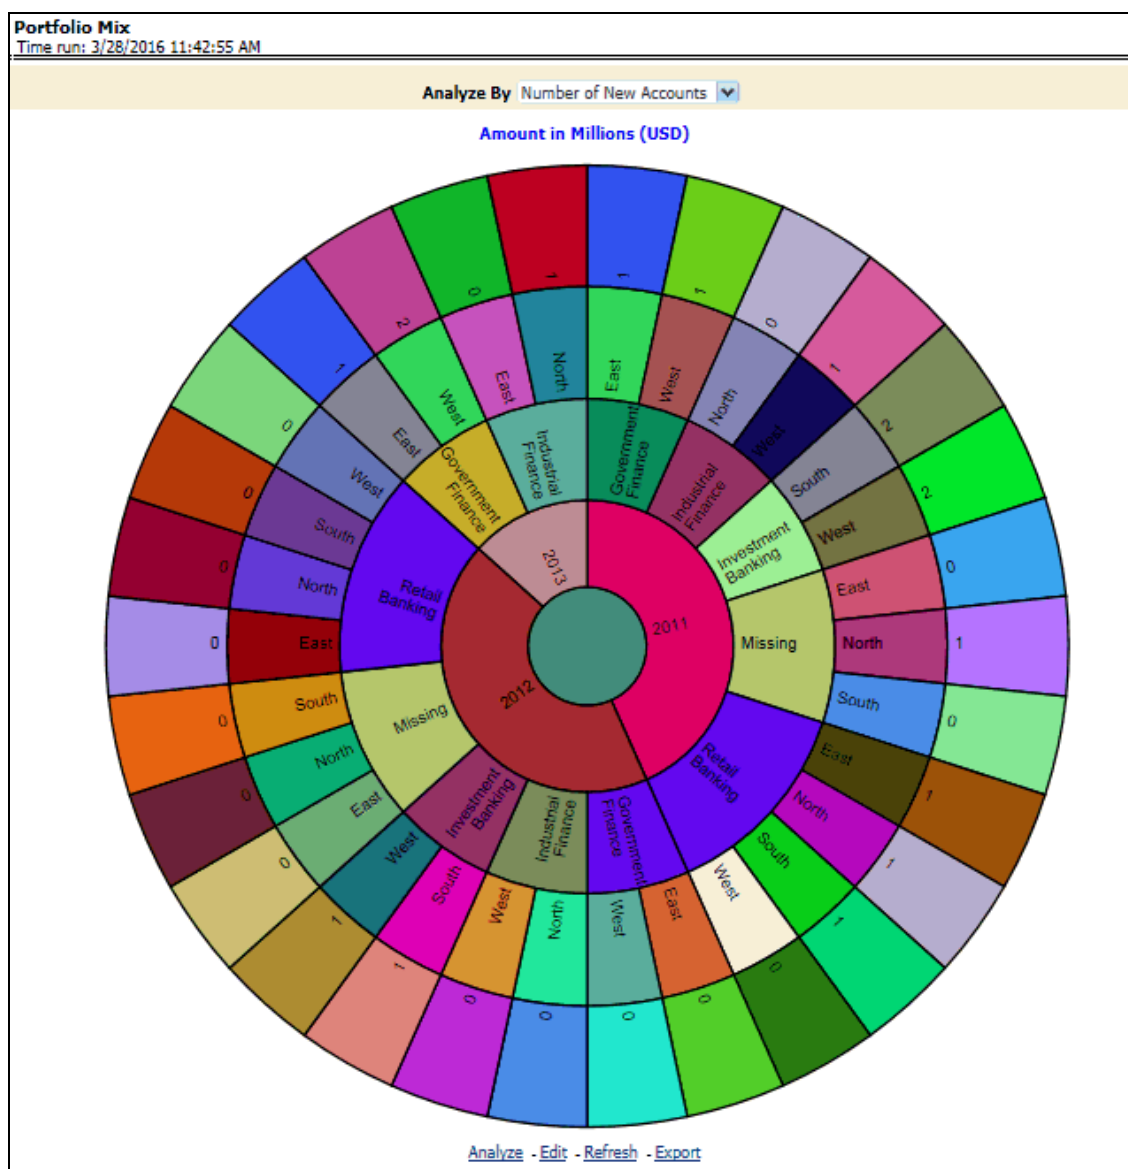 Portfolio Mix
Time run: 3/28/2016 11:42:55 AM
Analyze By Number of New Accounts
Amount in Millions (USD)
2011
Government
Finance
East
1
West
1
Industrial
Finance
North
0
West
1
Investment
Banking
South
2
West
2
Missing
East
0
North
1
South
0
Retail
Banking
East
1
North
1
South
1
West
0
2012
Government
Finance
East
0
West
0
Industrial
Finance
North
0
West
0
Investment
Banking
South
1
West
1
Missing
East
0
North
0
South
0
Retail
Banking
East
0
North
0
South
0
West
0
2013
Government
Finance
East
1
West
2
Industrial
Finance
East
0
North
1
Analyze - Edit - Refresh - Export